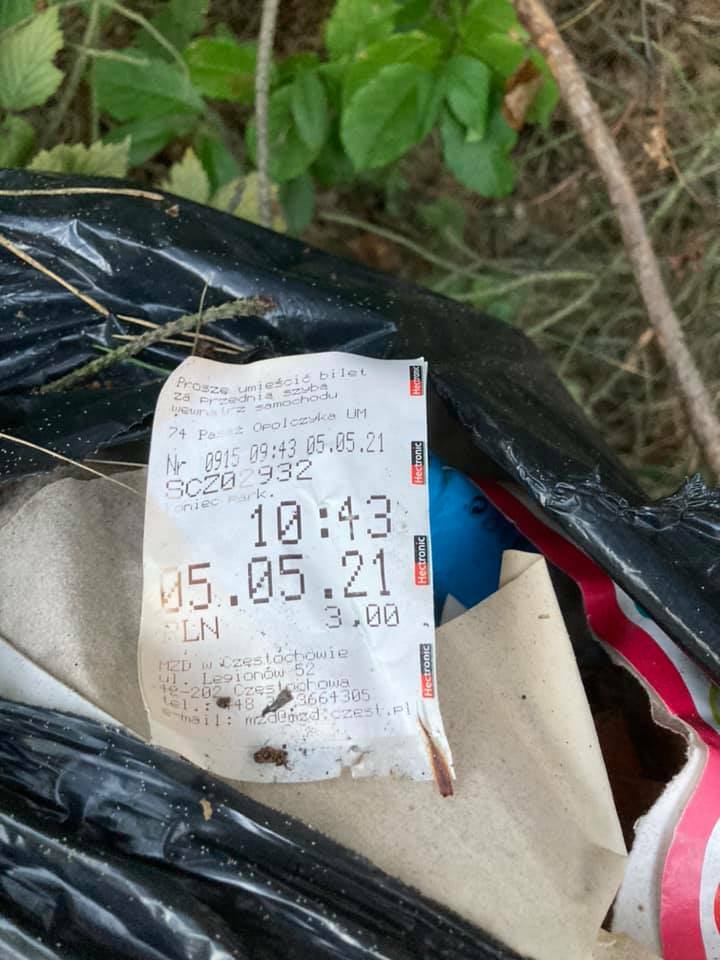 Proszę umieścić bilet
za przednią szybą
wewnątrz samochodu
74 Pasaż Opolczyka UM
Nr 0915 09:43 05.05.21
SCZ02932
Koniec park.
10:43
05.05.21
PLN 3.00
MZD w Częstochowie
ul. Legionów 52
42-202 Częstochowa
tel.: +48 3664305
e-mail: mzd@mzd.czest.pl
Hectronic
Hectronic
Hectronic
Hectronic